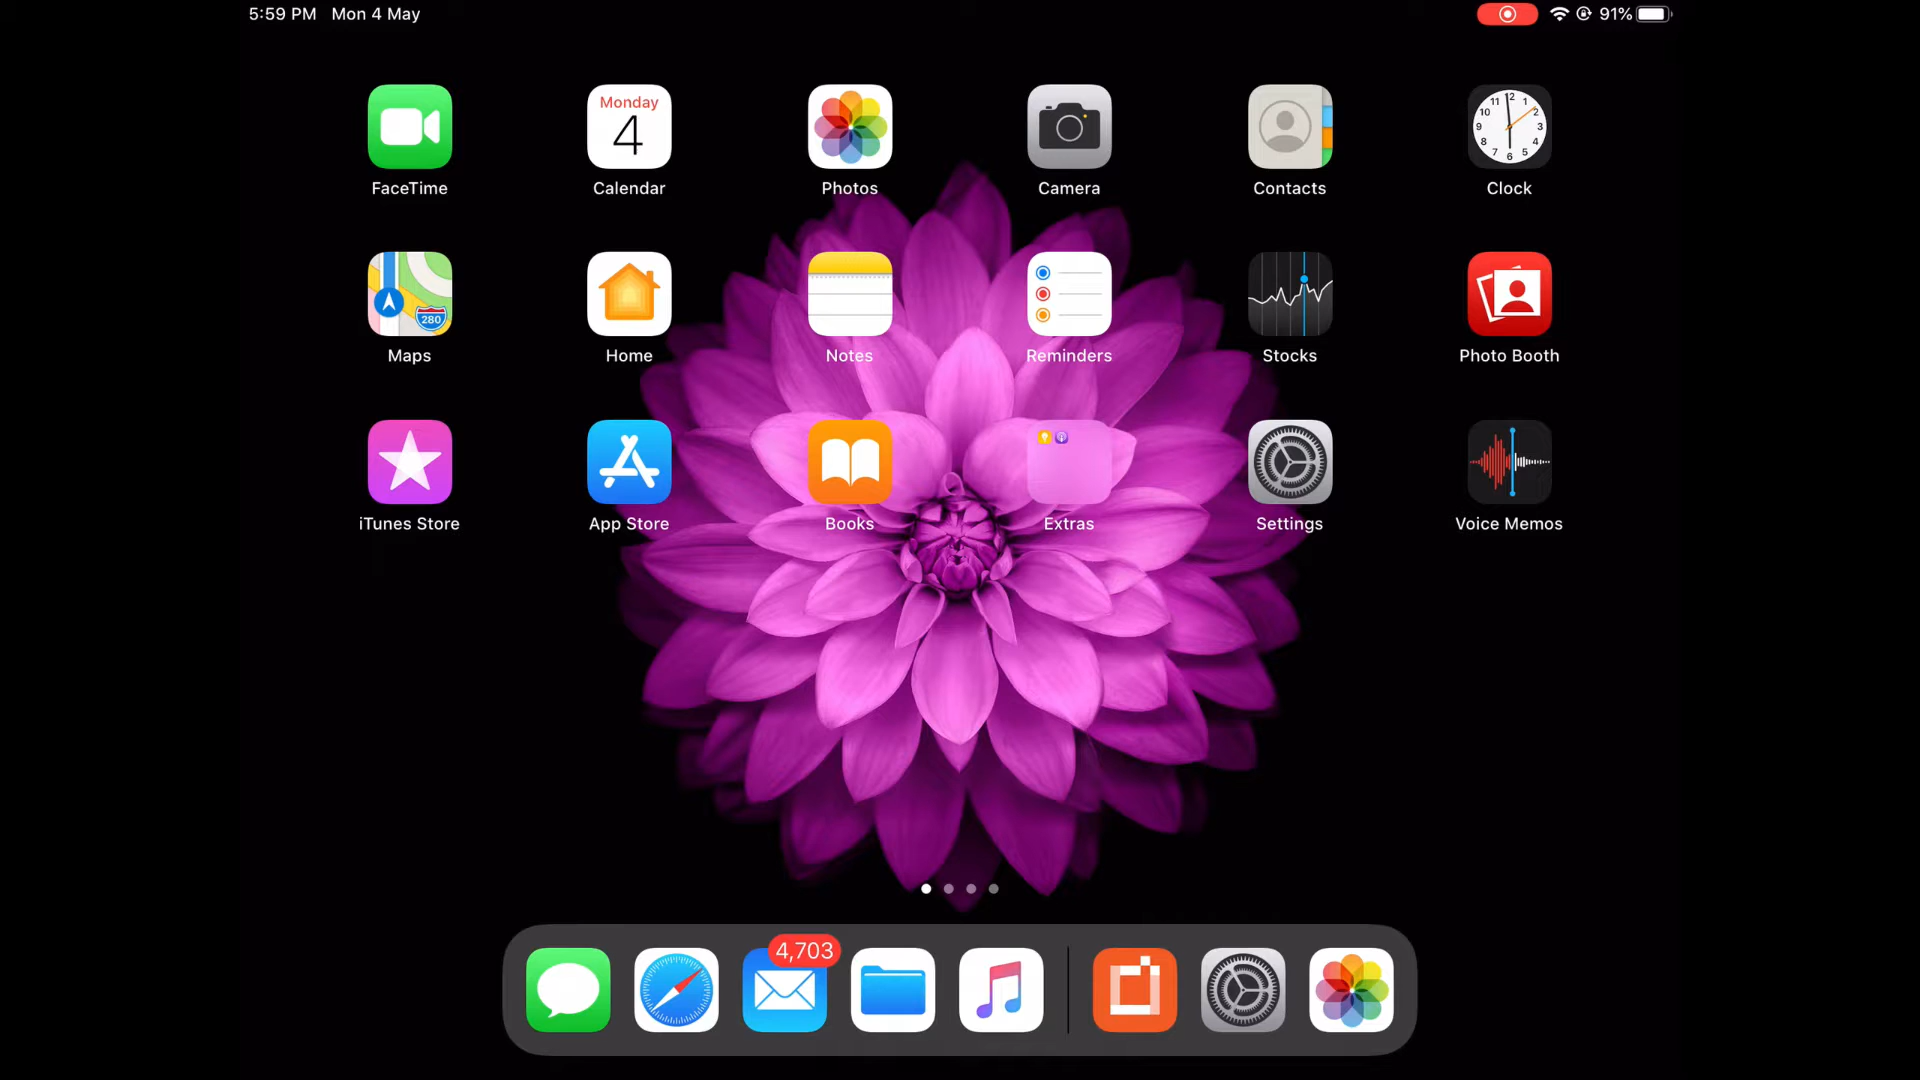 5:59 PM Mon 4 May
91%
Monday
4
FaceTime
Calendar
Photos
Camera
Contacts
Clock
280
Maps
Home
Notes
Reminders
Stocks
Photo Booth
iTunes Store
App Store
Books
Extras
Settings
Voice Memos
4,703